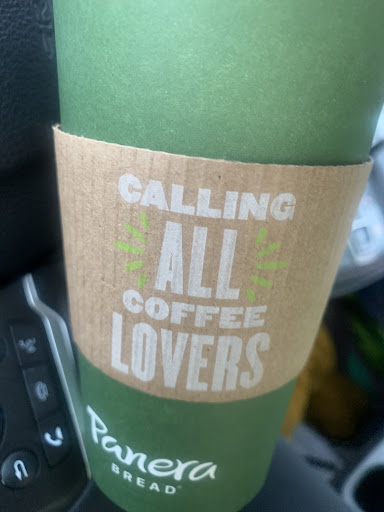 CALLING
ALL
COFFEE
LOVERS
Panera
BREAD